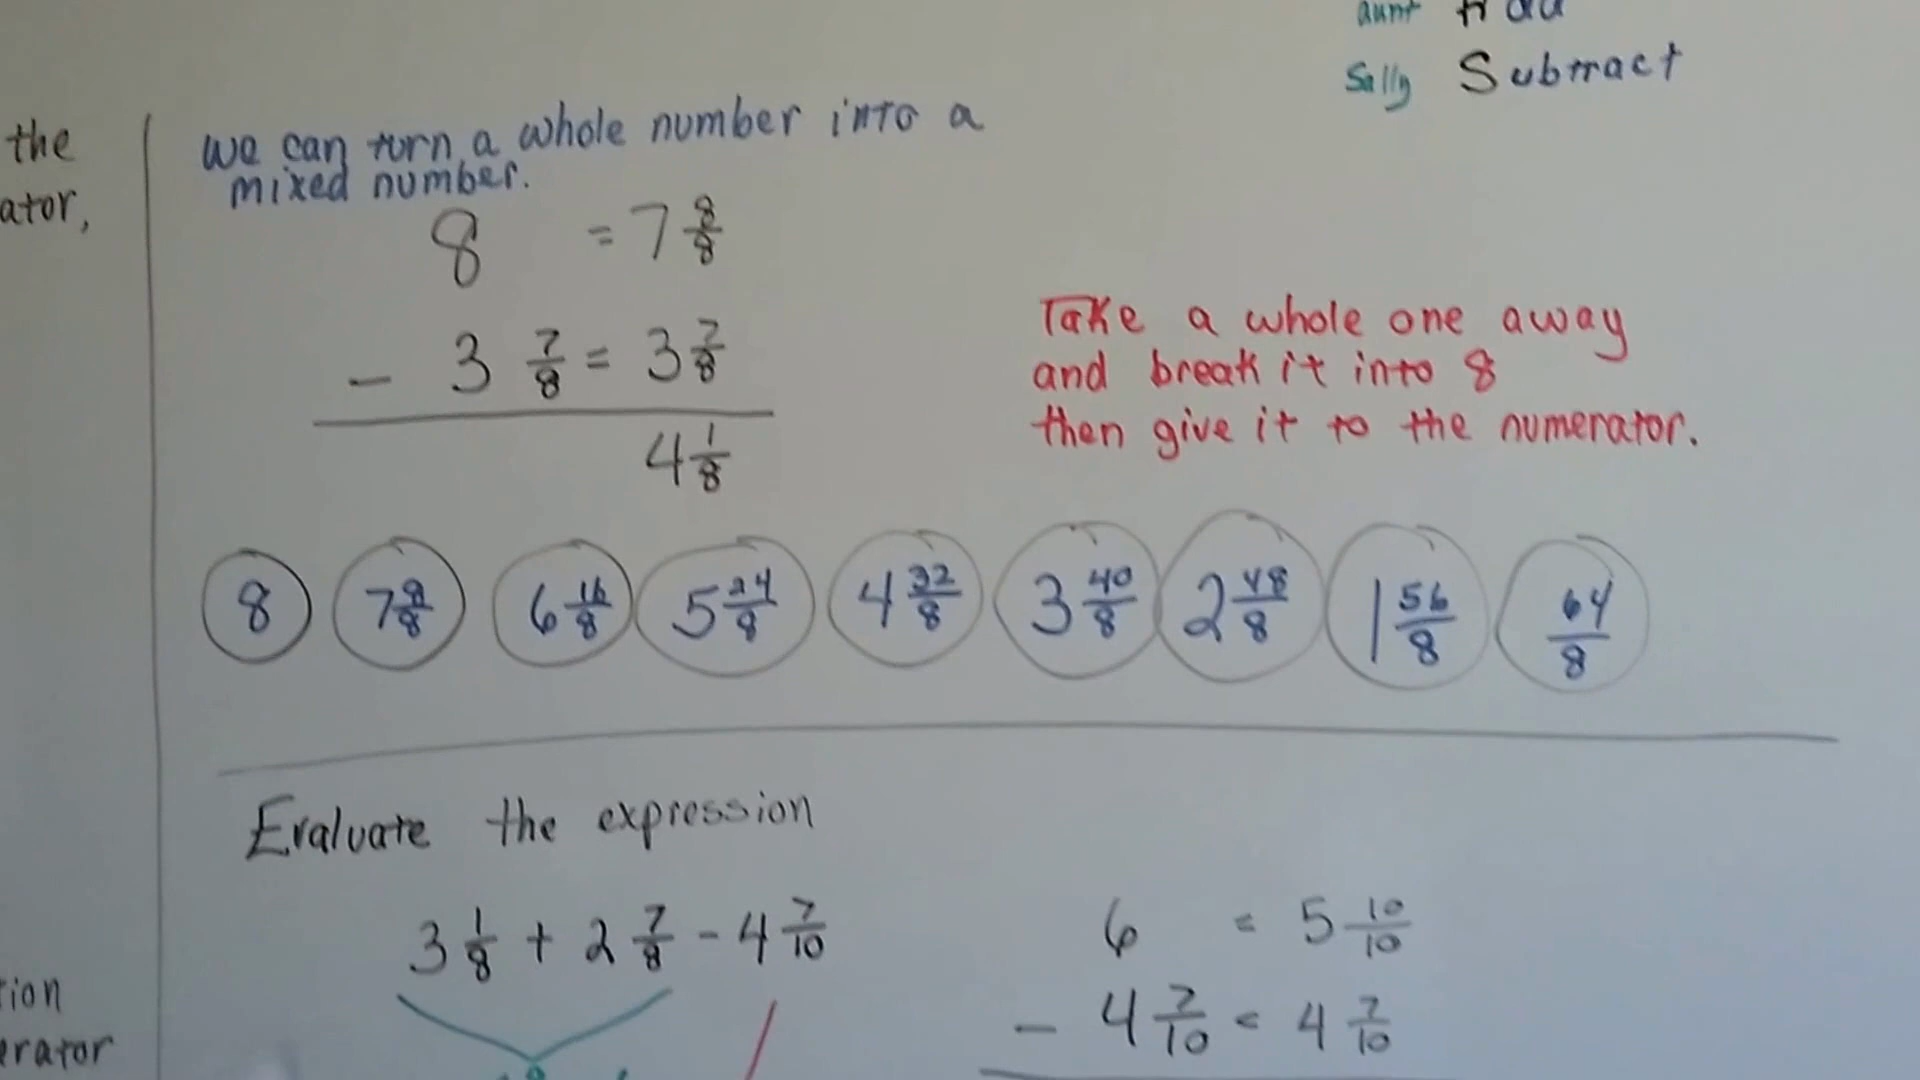 aunt
Sally Subtract
the
ator,
we can turn a whole number into a
mixed number.
8 = 7 8/8
- 3 7/8 = 3 7/8
4 1/8
Take a whole one away
and break it into 8
then give it to the numerator.
8 7 8/8 6 16/8 5 24/8 4 32/8 3 40/8 2 48/8 1 56/8 64/8
Evaluate the expression
3 1/8 + 2 7/8 - 4 7/10
6 = 5 10/10
- 4 7/10 = 4 7/10
tion
erator